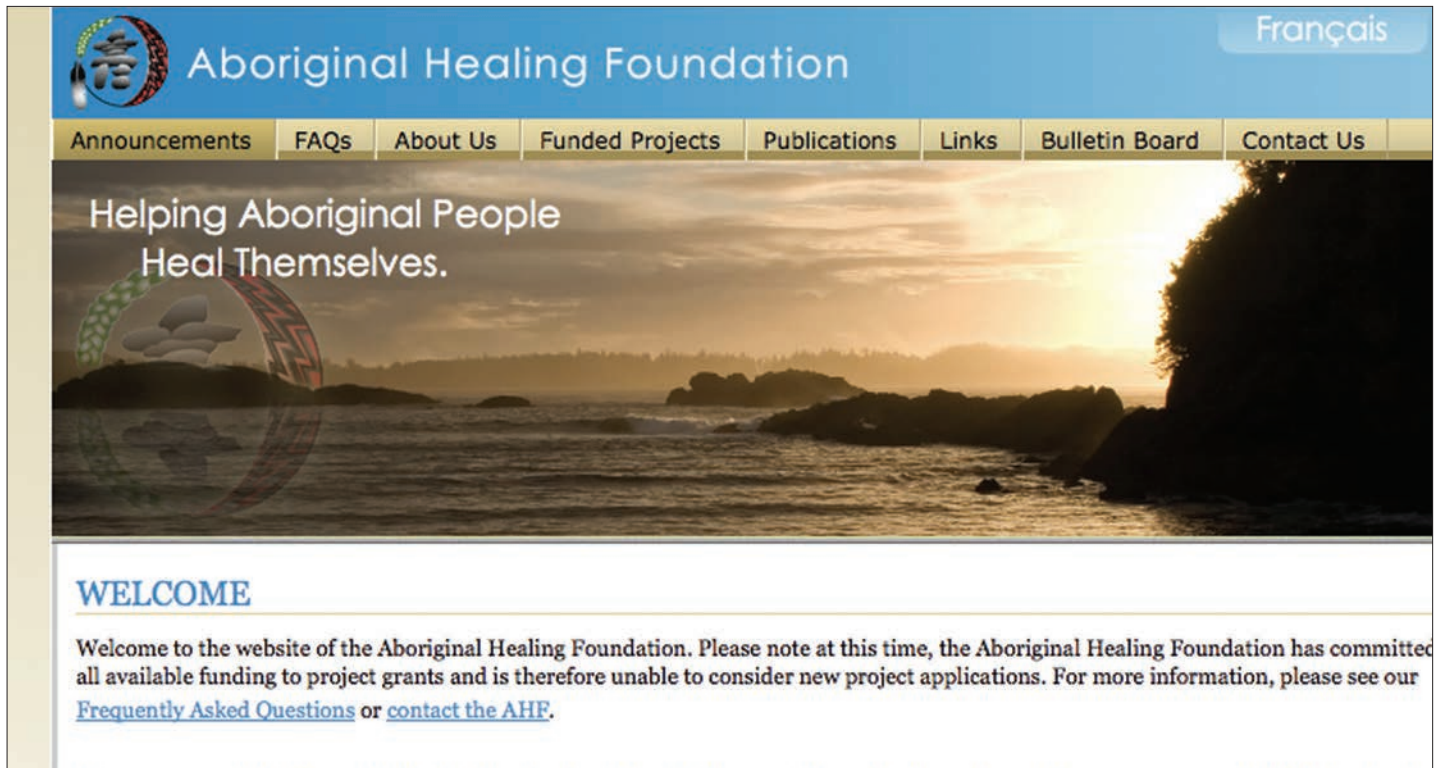 Aboriginal Healing Foundation
Français
Announcements
FAQs
About Us
Funded Projects
Publications
Links
Bulletin Board
Contact Us
Helping Aboriginal People
Heal Themselves.
WELCOME
Welcome to the website of the Aboriginal Healing Foundation. Please note at this time, the Aboriginal Healing Foundation has committed
all available funding to project grants and is therefore unable to consider new project applications. For more information, please see our
Frequently Asked Questions or contact the AHF.